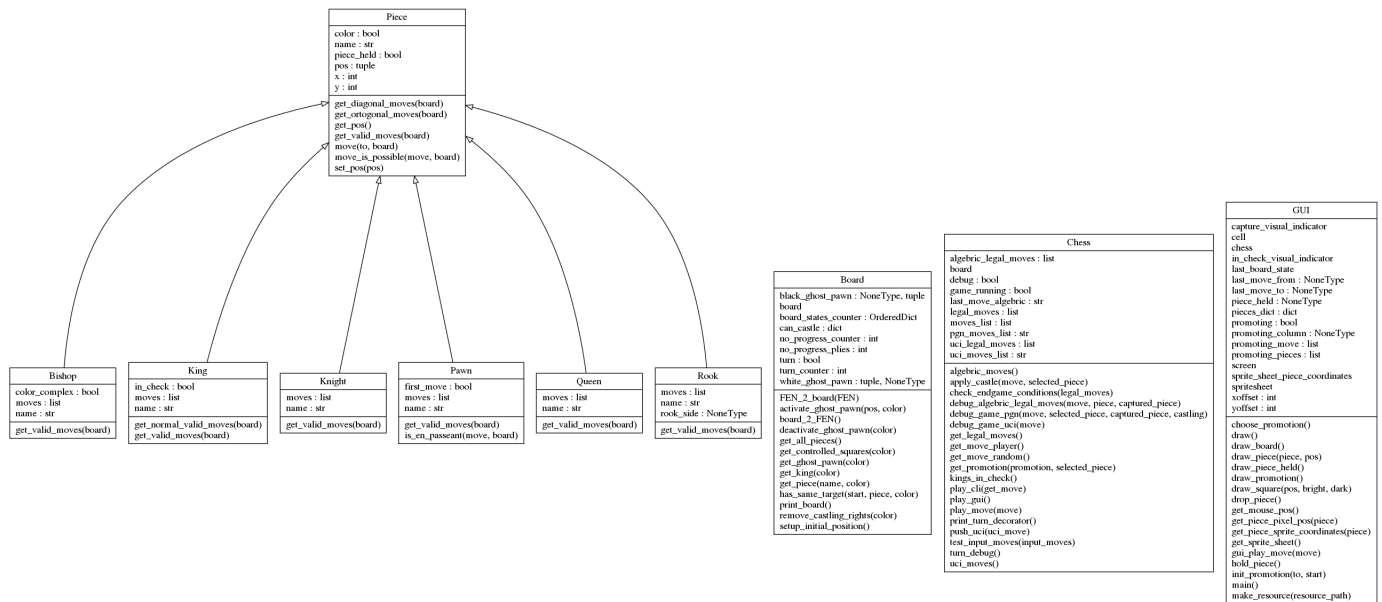 Piece
color : bool
name : str
piece_held : bool
pos : tuple
x : int
y : int
get_diagonal_moves(board)
get_ortogonal_moves(board)
get_pos()
get_valid_moves(board)
move(to, board)
move_is_possible(move, board)
set_pos(pos)
Bishop
color_complex : bool
moves : list
name : str
get_valid_moves(board)
King
in_check : bool
moves : list
name : str
get_normal_valid_moves(board)
get_valid_moves(board)
Knight
moves : list
name : str
get_valid_moves(board)
Pawn
first_move : bool
moves : list
name : str
get_valid_moves(board)
is_en_passeant(move, board)
Queen
moves : list
name : str
get_valid_moves(board)
Rook
moves : list
name : str
rook_side : NoneType
get_valid_moves(board)
Board
black_ghost_pawn : NoneType, tuple
board
board_states_counter : OrderedDict
can_castle : dict
no_progress_counter : int
no_progress_plies : int
turn : bool
turn_counter : int
white_ghost_pawn : tuple, NoneType
FEN_2_board(FEN)
activate_ghost_pawn(pos, color)
board_2_FEN()
deactivate_ghost_pawn(color)
get_all_pieces()
get_controlled_squares(color)
get_ghost_pawn(color)
get_king(color)
get_piece(name, color)
has_same_target(start, piece, color)
print_board()
remove_castling_rights(color)
setup_initial_position()
Chess
algebric_legal_moves : list
board
debug : bool
game_running : bool
last_move_algebric : str
legal_moves : list
moves_list : list
pgn_moves_list : str
uci_legal_moves : list
uci_moves_list : str
algebric_moves()
apply_castle(move, selected_piece)
check_endgame_conditions(legal_moves)
debug_algebric_legal_moves(move, piece, captured_piece)
debug_game_pgn(move, selected_piece, captured_piece, castling)
debug_game_uci(move)
get_legal_moves()
get_move_player()
get_move_random()
get_promotion(promotion, selected_piece)
kings_in_check()
play_cli(get_move)
play_gui()
play_move(move)
print_turn_decorator()
push_uci(uci_move)
test_input_moves(input_moves)
turn_debug()
uci_moves()
GUI
capture_visual_indicator
cell
chess
in_check_visual_indicator
last_board_state
last_move_from : NoneType
last_move_to : NoneType
piece_held : NoneType
pieces_dict : dict
promoting : bool
promoting_column : NoneType
promoting_move : list
promoting_pieces : list
screen
sprite_sheet_piece_coordinates
spritesheet
xoffset : int
yoffset : int
choose_promotion()
draw()
draw_board()
draw_piece(piece, pos)
draw_piece_held()
draw_promotion()
draw_square(pos, bright, dark)
drop_piece()
get_mouse_pos()
get_piece_pixel_pos(piece)
get_piece_sprite_coordinates(piece)
get_sprite_sheet()
gui_play_move(move)
hold_piece()
init_promotion(to, start)
main()
make_resource(resource_path)